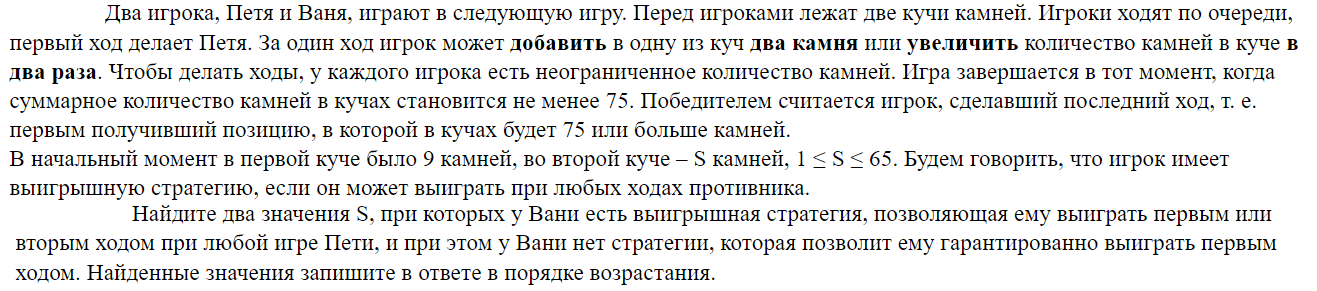 Два игрока, Петя и Ваня, играют в следующую игру. Перед игроками лежат две кучи камней. Игроки ходят по очереди,
первый ход делает Петя. За один ход игрок может добавить в одну из куч два камня или увеличить количество камней в куче в
два раза. Чтобы делать ходы, у каждого игрока есть неограниченное количество камней. Игра завершается в тот момент, когда
суммарное количество камней в кучах становится не менее 75. Победителем считается игрок, сделавший последний ход, т. е.
первым получивший позицию, в которой в кучах будет 75 или больше камней.
В начальный момент в первой куче было 9 камней, во второй куче – S камней, 1 ≤ S ≤ 65. Будем говорить, что игрок имеет
выигрышную стратегию, если он может выиграть при любых ходах противника.
Найдите два значения S, при которых у Вани есть выигрышная стратегия, позволяющая ему выиграть первым или
вторым ходом при любой игре Пети, и при этом у Вани нет стратегии, которая позволит ему гарантированно выиграть первым
ходом. Найденные значения запишите в ответе в порядке возрастания.